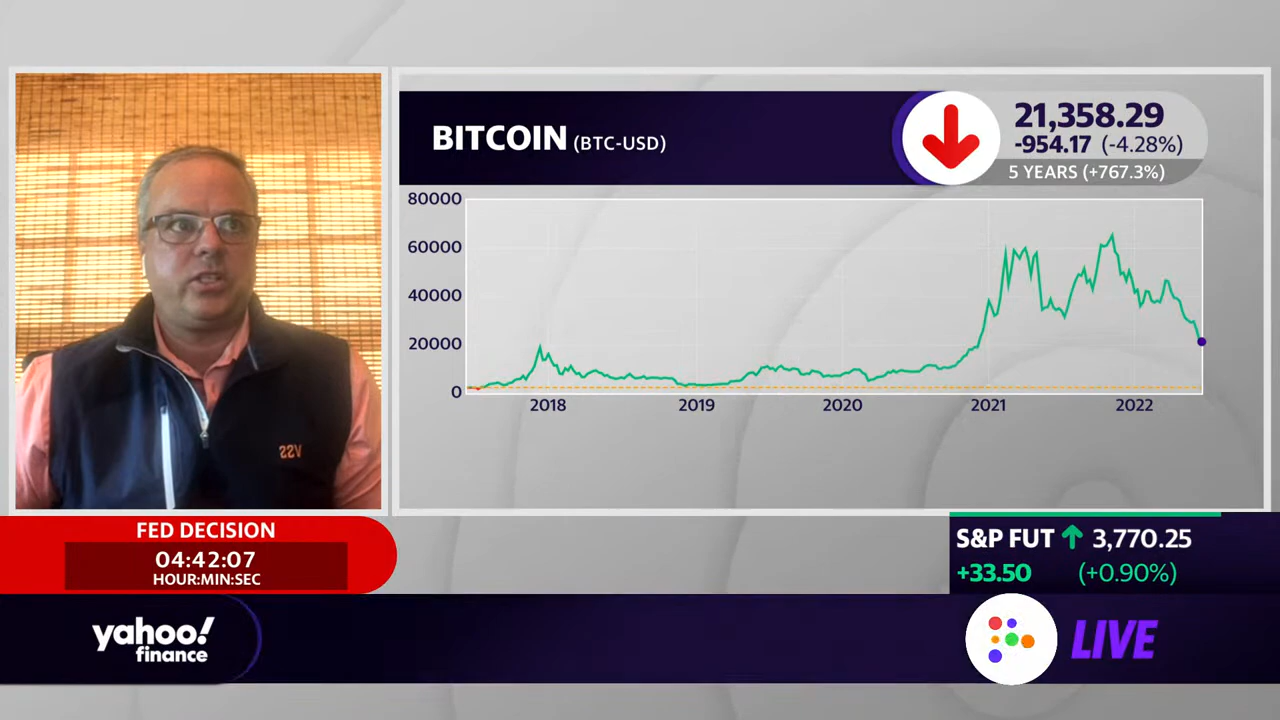 BITCOIN (BTC-USD)
21,358.29
-954.17 (-4.28%)
5 YEARS (+767.3%)
80000
60000
40000
20000
0
2018 2019 2020 2021 2022
22V
FED DECISION
04:42:07
HOUR:MIN:SEC
S&P FUT 3,770.25
+33.50 (+0.90%)
yahoo!
finance
LIVE